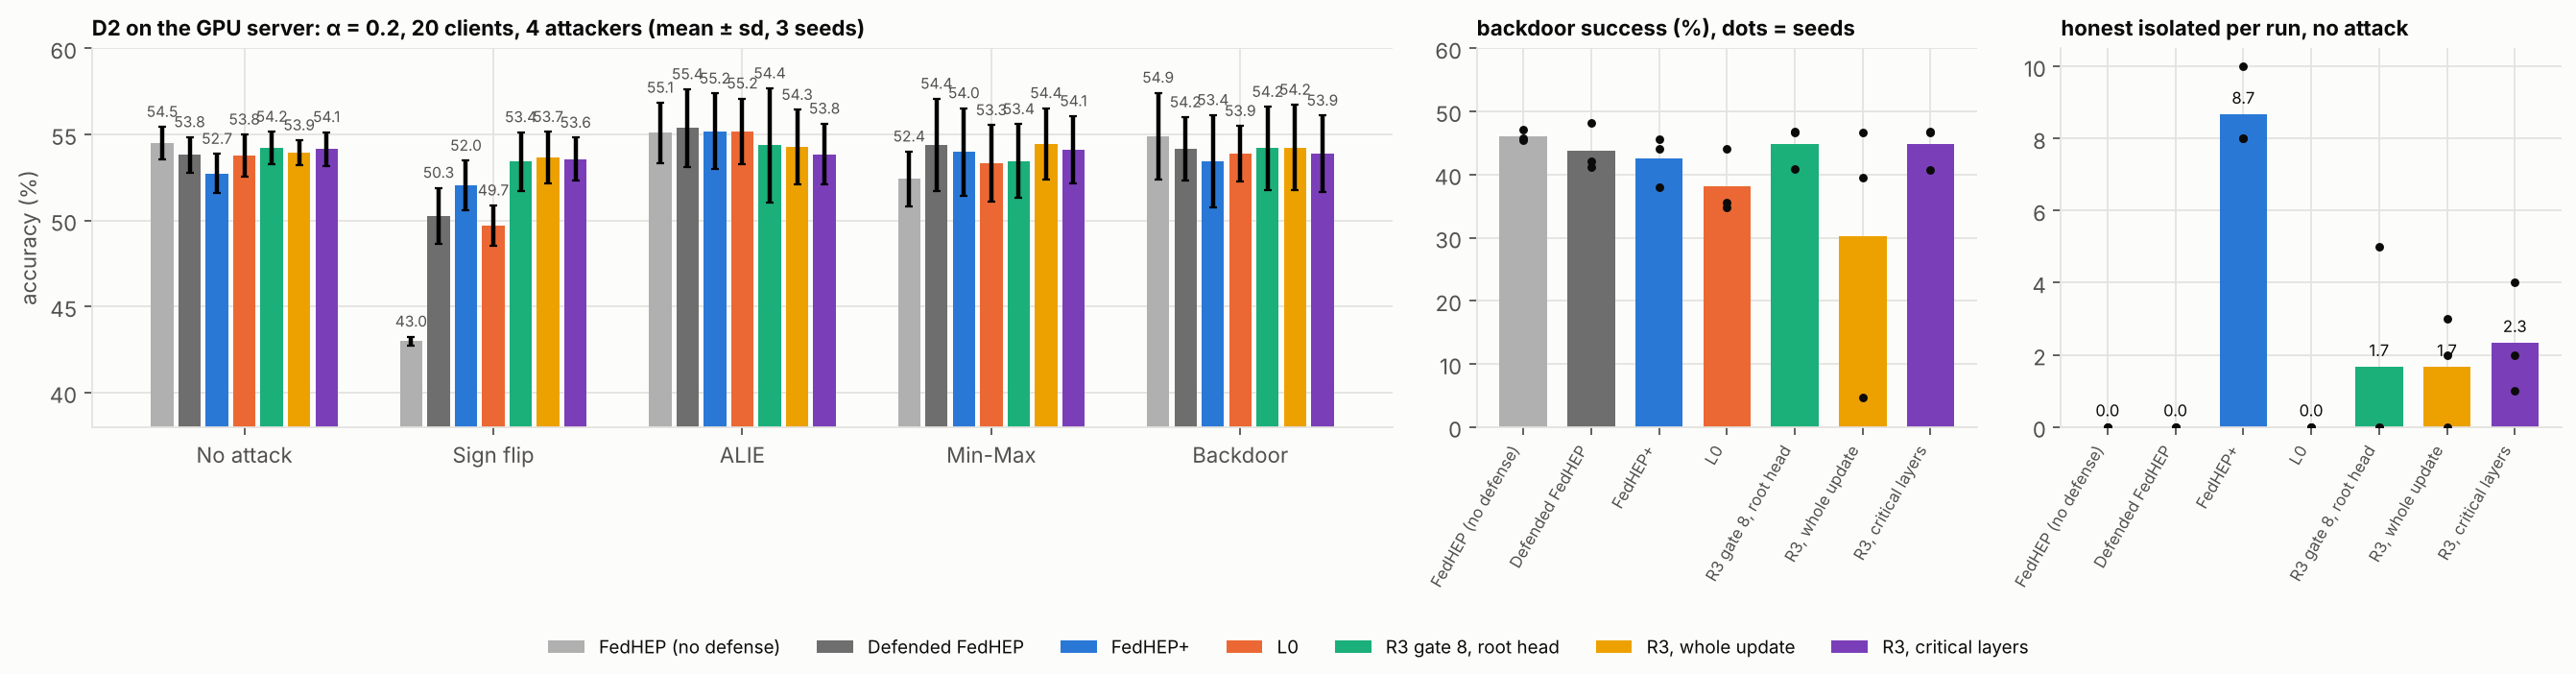 D2 on the GPU server: α = 0.2, 20 clients, 4 attackers (mean ± sd, 3 seeds)
accuracy (%)
60
55
50
45
40
54.5 53.8 52.7 53.8 54.2 53.9 54.1
43.0 50.3 52.0 49.7 53.4 53.7 53.6
55.1 55.4 55.2 55.2 54.4 54.3 53.8
52.4 54.4 54.0 53.3 53.4 54.4 54.1
54.9 54.2 53.4 53.9 54.2 54.2 53.9
No attack Sign flip ALIE Min-Max Backdoor
backdoor success (%), dots = seeds
60
50
40
30
20
10
0
FedHEP (no defense)
Defended FedHEP
FedHEP+
L0
R3 gate 8, root head
R3, whole update
R3, critical layers
honest isolated per run, no attack
10
8
6
4
2
0
0.0 0.0 8.7 0.0 1.7 1.7 2.3
FedHEP (no defense)
Defended FedHEP
FedHEP+
L0
R3 gate 8, root head
R3, whole update
R3, critical layers
FedHEP (no defense) Defended FedHEP FedHEP+ L0 R3 gate 8, root head R3, whole update R3, critical layers